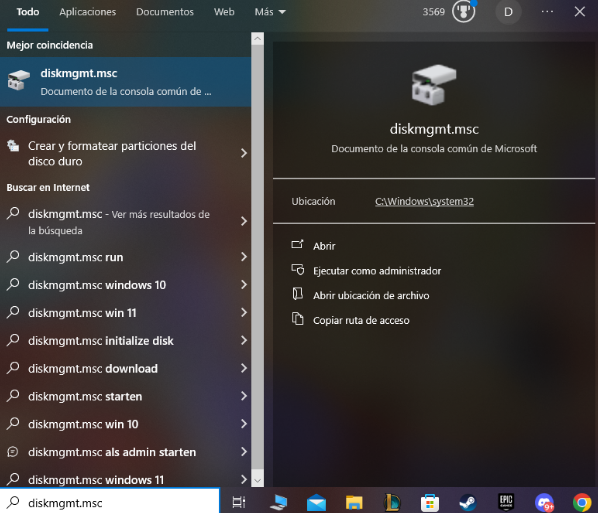 Todo Aplicaciones Documentos Web Más 3569 D
Mejor coincidencia
diskmgmt.msc
Documento de la consola común de ...
Configuración
Crear y formatear particiones del
disco duro
Buscar en Internet
diskmgmt.msc - Ver más resultados de
la búsqueda
diskmgmt.msc run
diskmgmt.msc windows 10
diskmgmt.msc win 11
diskmgmt.msc initialize disk
diskmgmt.msc download
diskmgmt.msc starten
diskmgmt.msc win 10
diskmgmt.msc als admin starten
diskmgmt.msc windows 11
diskmgmt.msc
Documento de la consola común de Microsoft
Ubicación C:\Windows\system32
Abrir
Ejecutar como administrador
Abrir ubicación de archivo
Copiar ruta de acceso
diskmgmt.msc
EPIC
9+